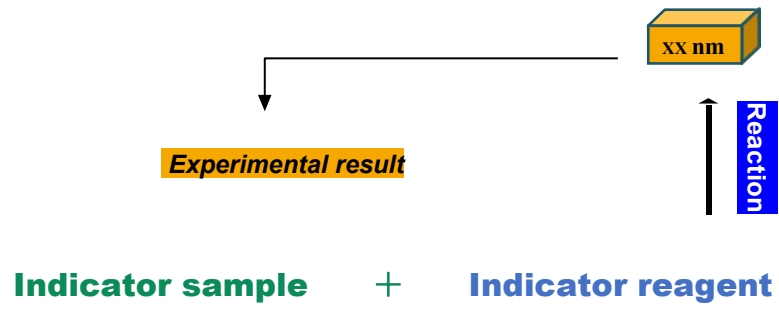 xx nm
Reaction
Experimental result
Indicator sample + Indicator reagent